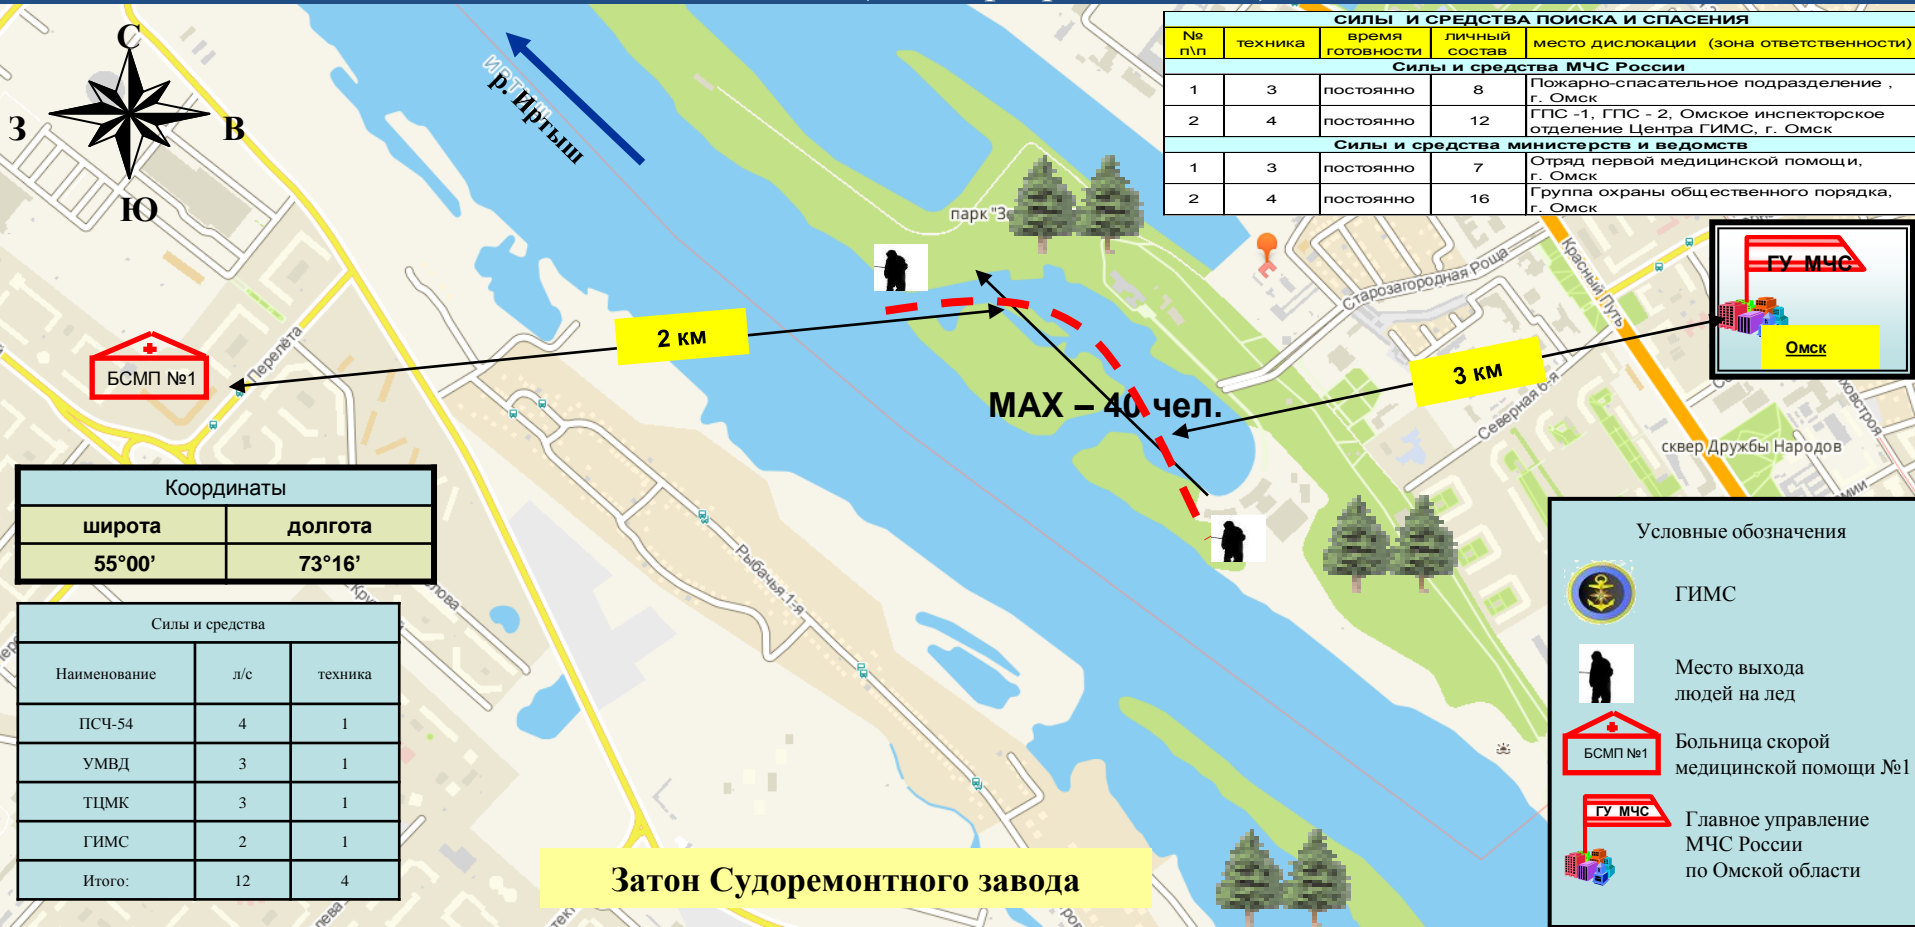 С
З
В
Ю
ИРТЫШ
р. Иртыш
СИЛЫ И СРЕДСТВА ПОИСКА И СПАСЕНИЯ
№ п\п техника время готовности личный состав место дислокации (зона ответственности)
Силы и средства МЧС России
1 3 постоянно 8 Пожарно-спасательное подразделение ,
г. Омск
2 4 постоянно 12 ГПС -1, ГПС - 2, Омское инспекторское
отделение Центра ГИМС, г. Омск
Силы и средства министерств и ведомств
1 3 постоянно 7 Отряд первой медицинской помощи,
г. Омск
2 4 постоянно 16 Группа охраны общественного порядка,
г. Омск
парк
Старозагородная Роща
Красный Путь
ГУ МЧС
Омск
2 км
3 км
БСМП №1
Перелёта
MAX – 40 чел.
Северная 6-я
сквер Дружбы Народов
Рыбачья 1-я
Координаты
широта долгота
55°00’ 73°16’
Силы и средства
Наименование л/с техника
ПСЧ-54 4 1
УМВД 3 1
ТЦМК 3 1
ГИМС 2 1
Итого: 12 4
Затон Судоремонтного завода
Условные обозначения
ГИМС
Место выхода
людей на лед
БСМП №1
Больница скорой
медицинской помощи №1
ГУ МЧС
Главное управление
МЧС России
по Омской области